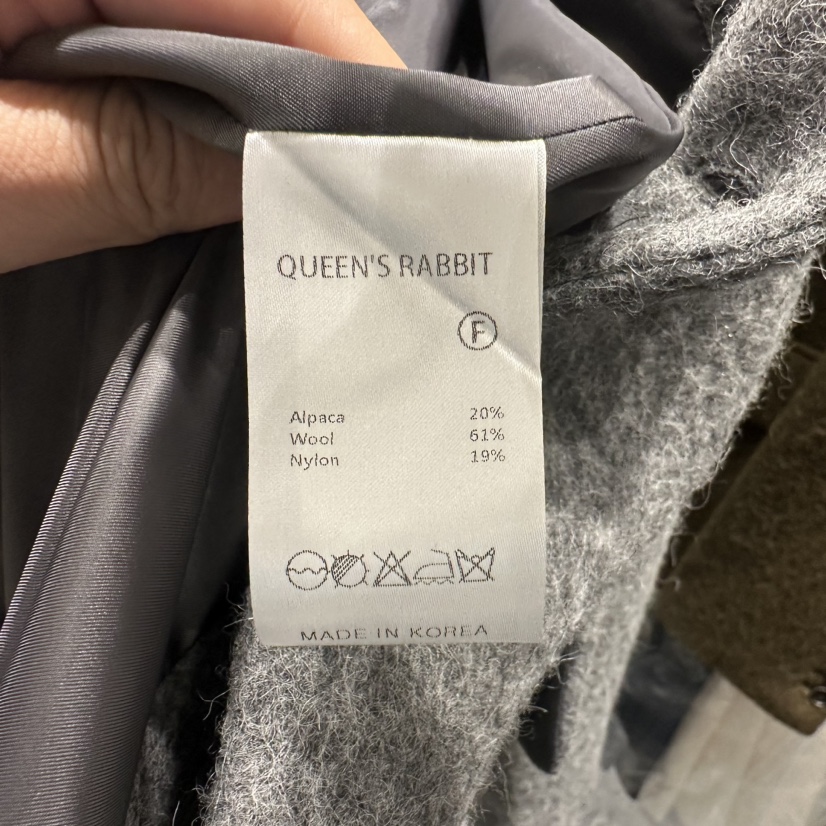 QUEEN'S RABBIT
F
Alpaca 20%
Wool 61%
Nylon 19%
MADE IN KOREA